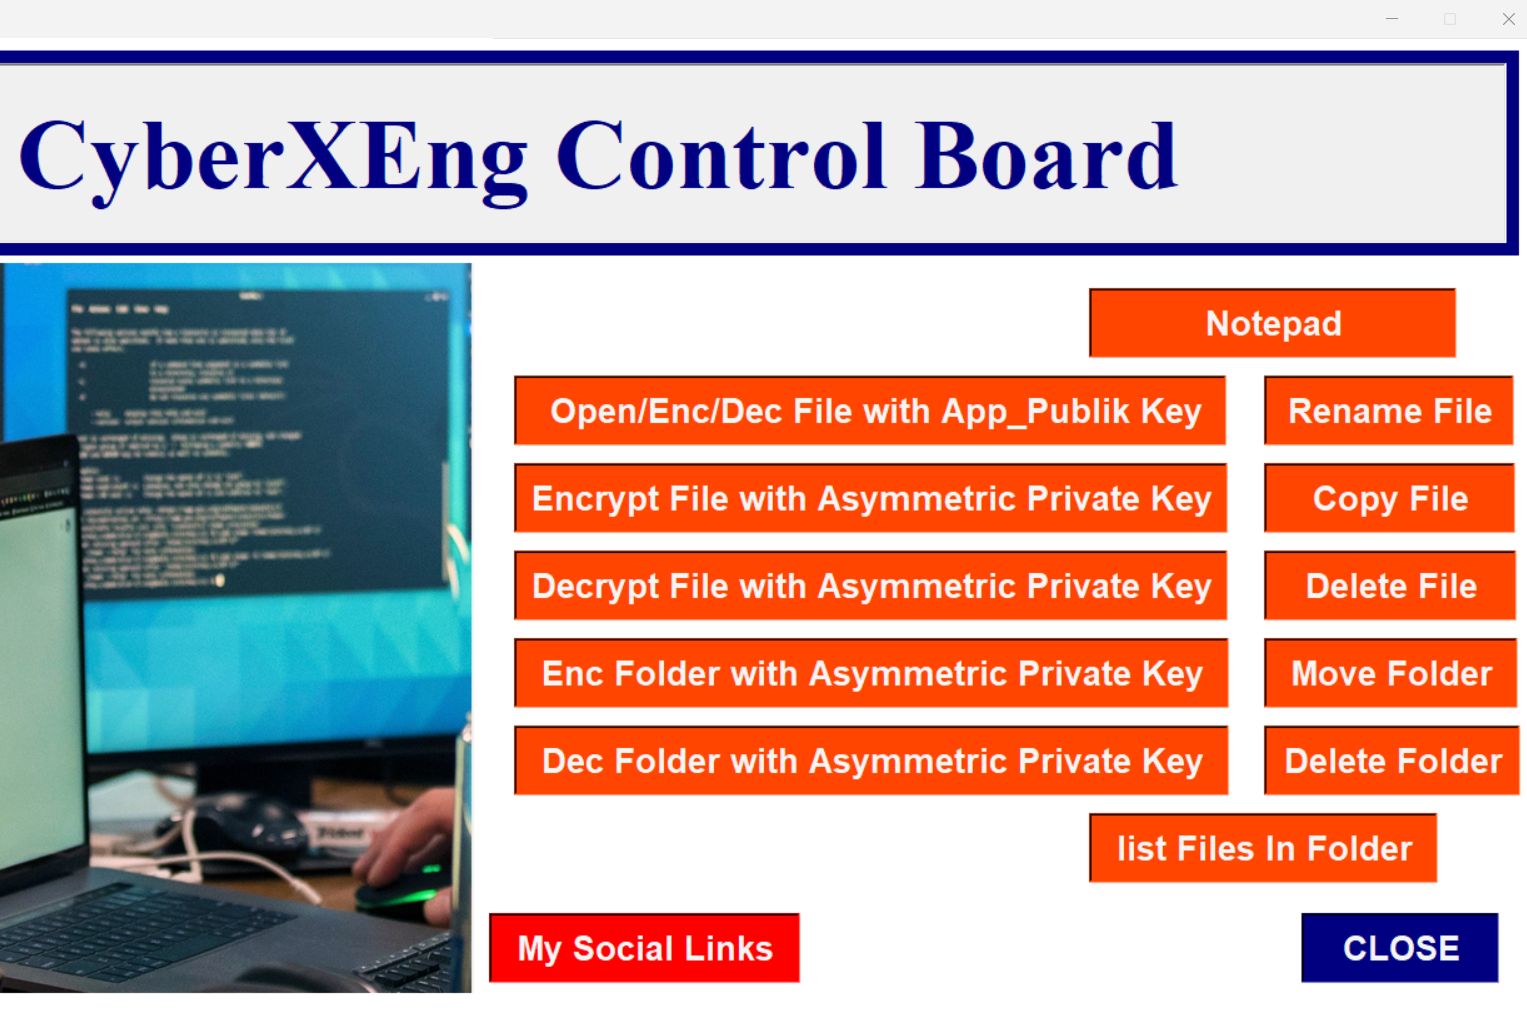 CyberXEng Control Board
Notepad
Open/Enc/Dec File with App_Publik Key
Rename File
Encrypt File with Asymmetric Private Key
Copy File
Decrypt File with Asymmetric Private Key
Delete File
Enc Folder with Asymmetric Private Key
Move Folder
Dec Folder with Asymmetric Private Key
Delete Folder
list Files In Folder
My Social Links
CLOSE